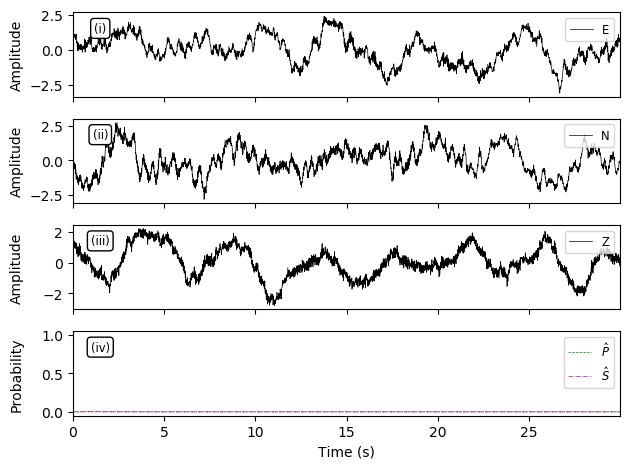 2.5
0.0
−2.5
Amplitude
(i)
E
2.5
0.0
−2.5
Amplitude
(ii)
N
2
0
−2
Amplitude
(iii)
Z
1.0
0.5
0.0
Probability
(iv)
P̂
Ŝ
0 5 10 15 20 25
Time (s)